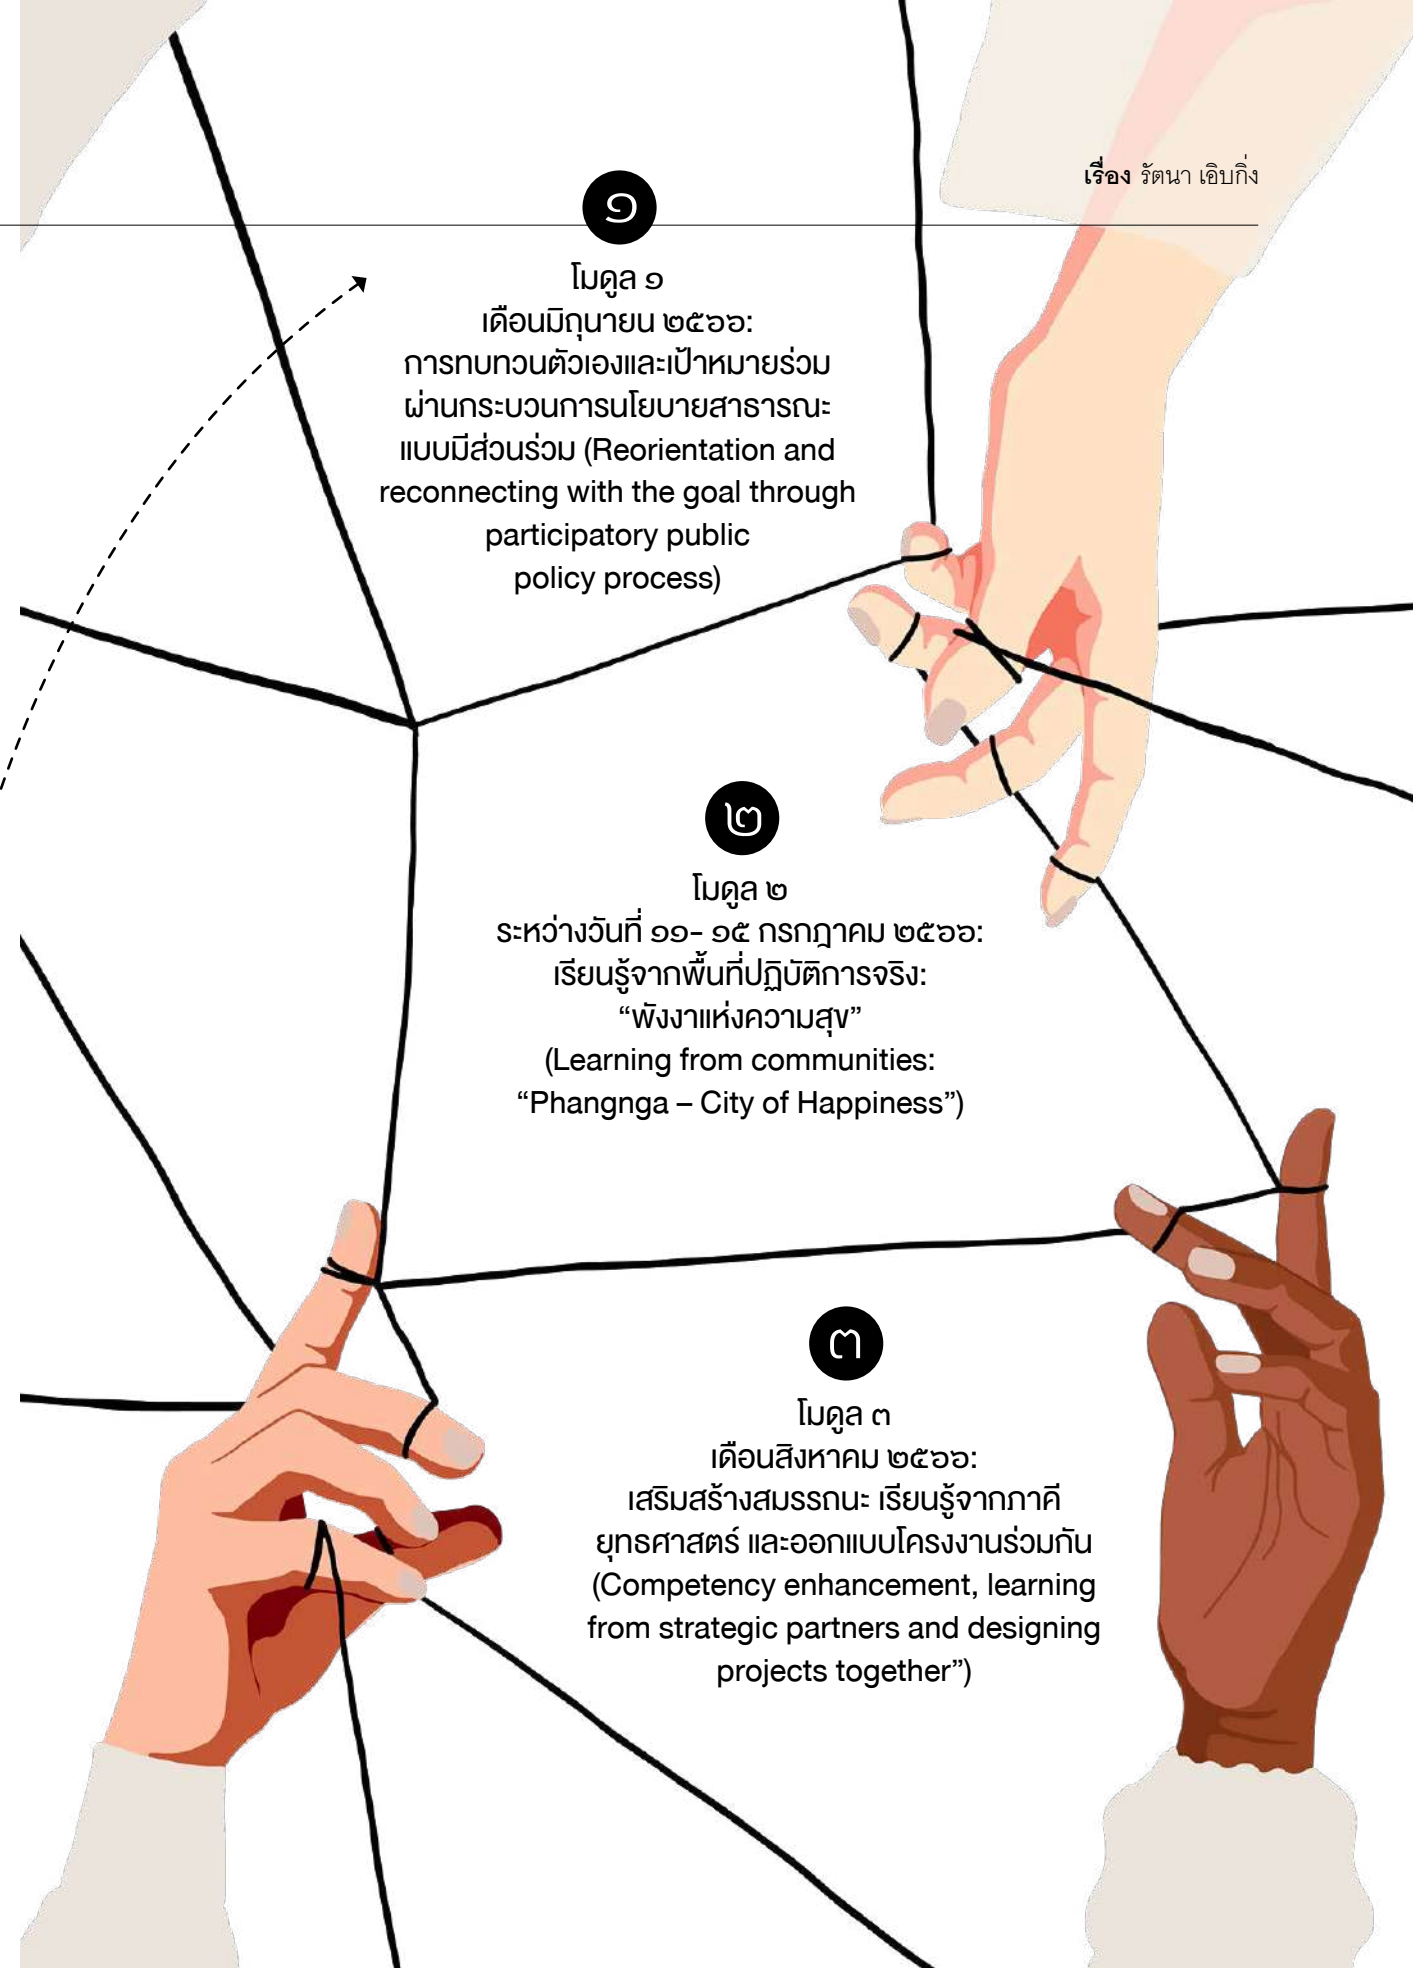 เรื่อง รัตนา เอิบกิ่ง
๑
โมดูล ๑
เดือนมิถุนายน ๒๕๖๖:
การทบทวนตัวเองและเป้าหมายร่วม
ผ่านกระบวนการนโยบายสาธารณะ
แบบมีส่วนร่วม (Reorientation and
reconnecting with the goal through
participatory public
policy process)
๒
โมดูล ๒
ระหว่างวันที่ ๑๑- ๑๕ กรกฎาคม ๒๕๖๖:
เรียนรู้จากพื้นที่ปฏิบัติการจริง:
“พังงาแห่งความสุข”
(Learning from communities:
“Phangnga – City of Happiness”)
๓
โมดูล ๓
เดือนสิงหาคม ๒๕๖๖:
เสริมสร้างสมรรถนะ เรียนรู้จากภาคี
ยุทธศาสตร์ และออกแบบโครงงานร่วมกัน
(Competency enhancement, learning
from strategic partners and designing
projects together”)